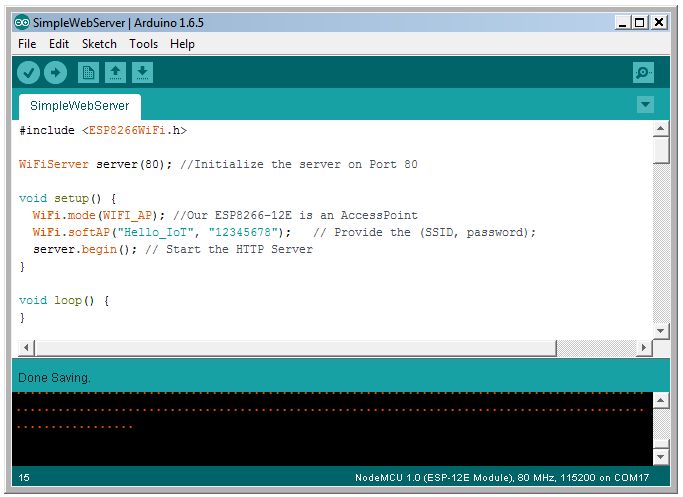 SimpleWebServer | Arduino 1.6.5
File Edit Sketch Tools Help
SimpleWebServer
#include <ESP8266WiFi.h>
WiFiServer server(80); //Initialize the server on Port 80
void setup() {
WiFi.mode(WIFI_AP); //Our ESP8266-12E is an AccessPoint
WiFi.softAP("Hello_IoT", "12345678"); // Provide the (SSID, password);
server.begin(); // Start the HTTP Server
}
void loop() {
}
Done Saving.
15 NodeMCU 1.0 (ESP-12E Module), 80 MHz, 115200 on COM17